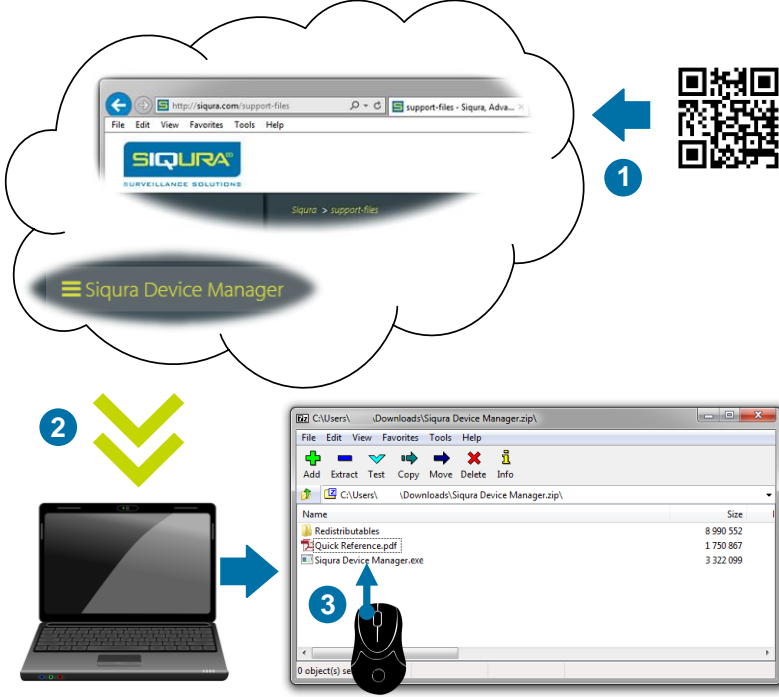 http://siqura.com/support-files
support-files - Siqura, Adva...
File Edit View Favorites Tools Help
SIQURA
SURVEILLANCE SOLUTIONS
Siqura > support-files
1
Siqura Device Manager
2
7z C:\Users\ \Downloads\Siqura Device Manager.zip\
File Edit View Favorites Tools Help
Add Extract Test Copy Move Delete Info
C:\Users\ \Downloads\Siqura Device Manager.zip\
Name Size
Redistributables 8 990 552
Quick Reference.pdf 1 750 867
Siqura Device Manager.exe 3 322 099
3
0 object(s) se